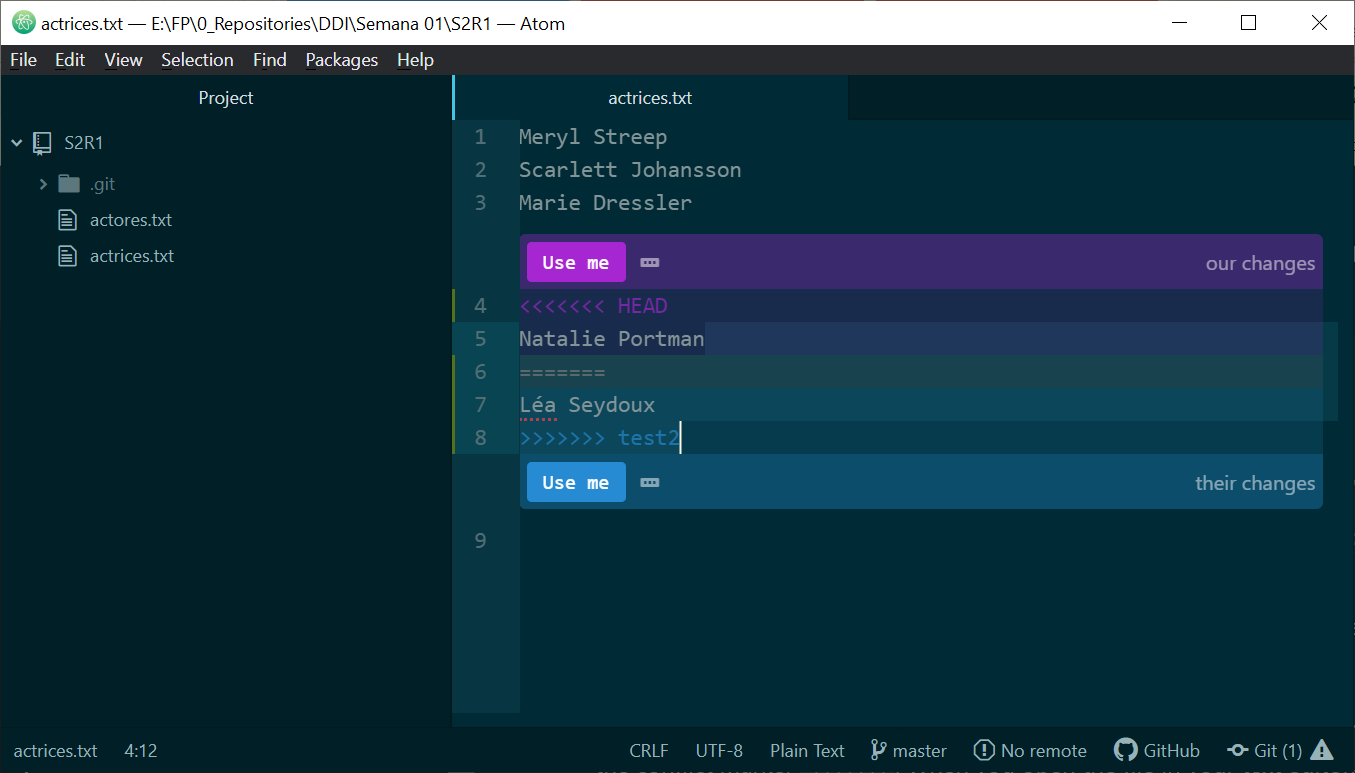 actrices.txt — E:\FP\0_Repositories\DDI\Semana 01\S2R1 — Atom
File Edit View Selection Find Packages Help
Project
actrices.txt
S2R1
.git
actores.txt
actrices.txt
1 Meryl Streep
2 Scarlett Johansson
3 Marie Dressler
Use me our changes
4 <<<<<<< HEAD
5 Natalie Portman
6 =======
7 Léa Seydoux
8 >>>>>>> test2
Use me their changes
9
actrices.txt 4:12 CRLF UTF-8 Plain Text master No remote GitHub Git (1)